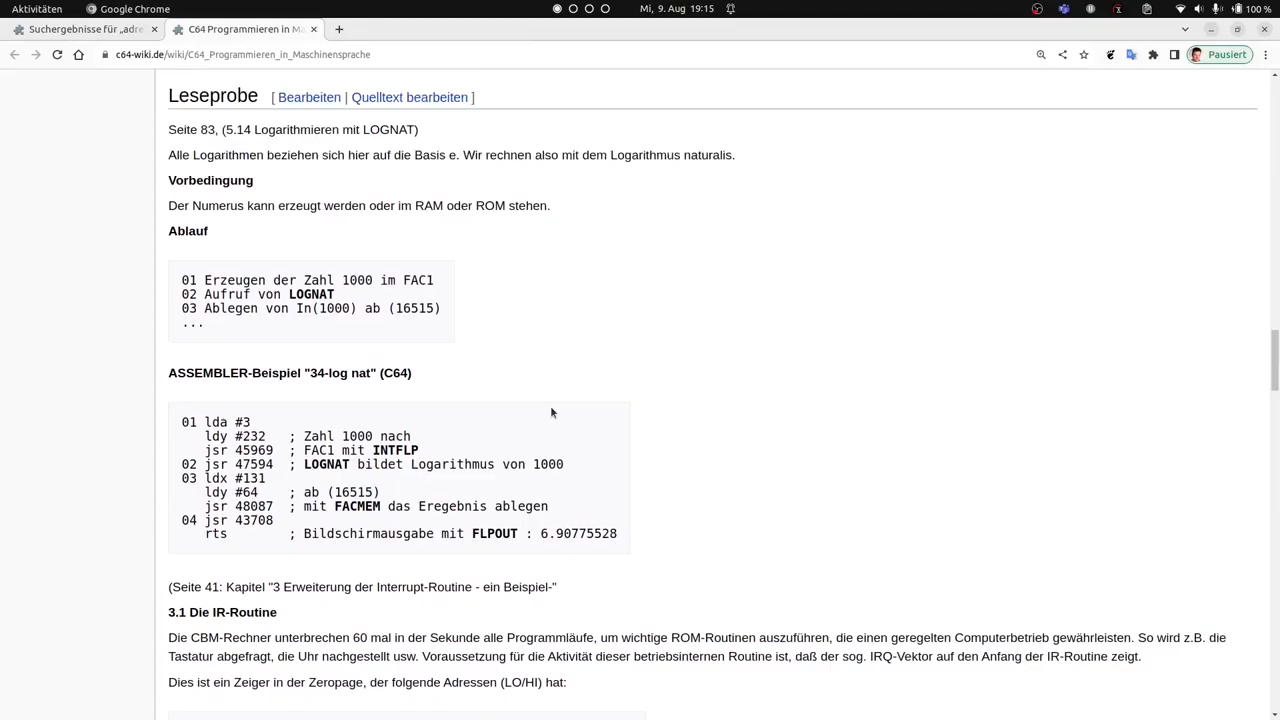 Aktivitäten
Google Chrome
Mi, 9. Aug 19:15
100 %
Suchergebnisse für „adre
C64 Programmieren in Ma
c64-wiki.de/wiki/C64_Programmieren_in_Maschinensprache
Pausiert
Leseprobe [ Bearbeiten | Quelltext bearbeiten ]
Seite 83, (5.14 Logarithmieren mit LOGNAT)
Alle Logarithmen beziehen sich hier auf die Basis e. Wir rechnen also mit dem Logarithmus naturalis.
Vorbedingung
Der Numerus kann erzeugt werden oder im RAM oder ROM stehen.
Ablauf
01 Erzeugen der Zahl 1000 im FAC1
02 Aufruf von LOGNAT
03 Ablegen von In(1000) ab (16515)
...
ASSEMBLER-Beispiel "34-log nat" (C64)
01 lda #3
ldy #232 ; Zahl 1000 nach
jsr 45969 ; FAC1 mit INTFLP
02 jsr 47594 ; LOGNAT bildet Logarithmus von 1000
03 ldx #131
ldy #64 ; ab (16515)
jsr 48087 ; mit FACMEM das Eregebnis ablegen
04 jsr 43708
rts ; Bildschirmausgabe mit FLPOUT : 6.90775528
(Seite 41: Kapitel "3 Erweiterung der Interrupt-Routine - ein Beispiel-"
3.1 Die IR-Routine
Die CBM-Rechner unterbrechen 60 mal in der Sekunde alle Programmläufe, um wichtige ROM-Routinen auszuführen, die einen geregelten Computerbetrieb gewährleisten. So wird z.B. die
Tastatur abgefragt, die Uhr nachgestellt usw. Voraussetzung für die Aktivität dieser betriebsinternen Routine ist, daß der sog. IRQ-Vektor auf den Anfang der IR-Routine zeigt.
Dies ist ein Zeiger in der Zeropage, der folgende Adressen (LO/HI) hat: